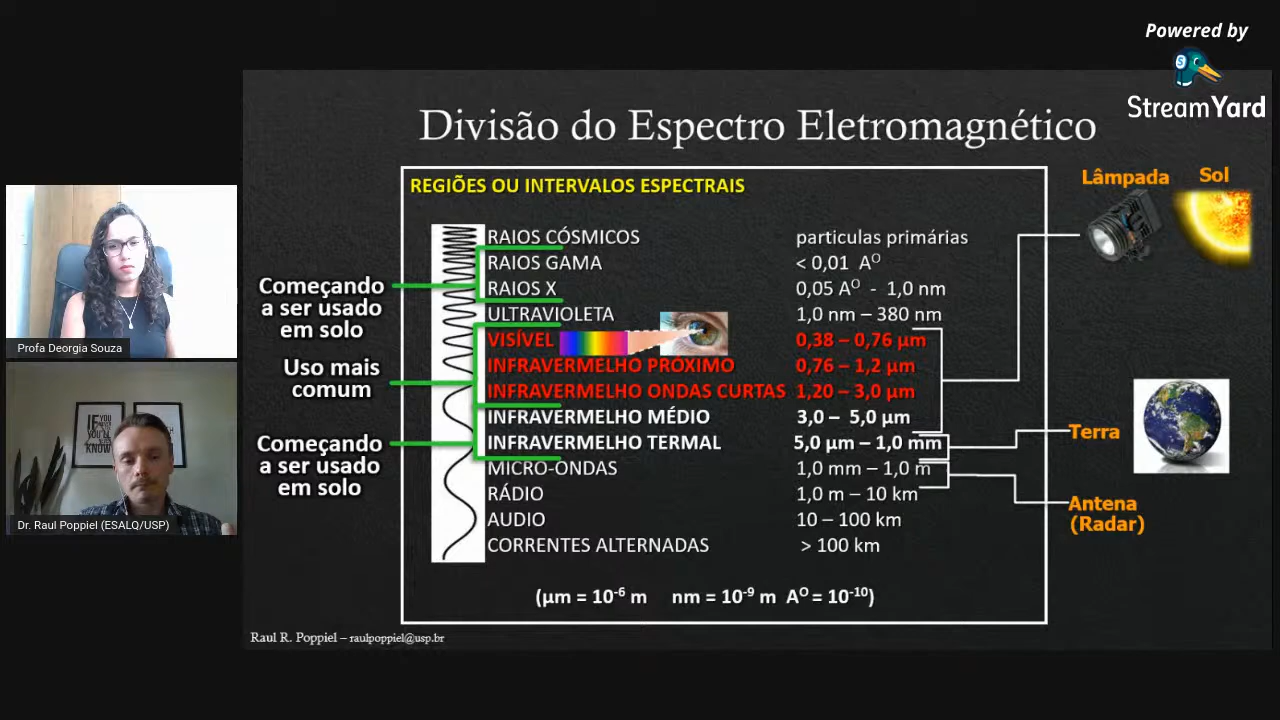 Powered by
StreamYard
Divisão do Espectro Eletromagnético
REGIÕES OU INTERVALOS ESPECTRAIS
RAIOS CÓSMICOS particulas primárias
RAIOS GAMA < 0,01 Aᴼ
RAIOS X 0,05 Aᴼ - 1,0 nm
ULTRAVIOLETA 1,0 nm – 380 nm
VISÍVEL 0,38 – 0,76 µm
INFRAVERMELHO PRÓXIMO 0,76 – 1,2 µm
INFRAVERMELHO ONDAS CURTAS 1,20 – 3,0 µm
INFRAVERMELHO MÉDIO 3,0 – 5,0 µm
INFRAVERMELHO TERMAL 5,0 µm – 1,0 mm
MICRO-ONDAS 1,0 mm – 1,0 m
RÁDIO 1,0 m – 10 km
AUDIO 10 – 100 km
CORRENTES ALTERNADAS > 100 km
(µm = 10⁻⁶ m nm = 10⁻⁹ m Aᴼ = 10⁻¹⁰)
Começando
a ser usado
em solo
Uso mais
comum
Começando
a ser usado
em solo
Lâmpada
Sol
Terra
Antena
(Radar)
Raul R. Poppiel – raulpoppiel@usp.br
Profa Deorgia Souza
IF YOU
KNOW
Dr. Raul Poppiel (ESALQ/USP)